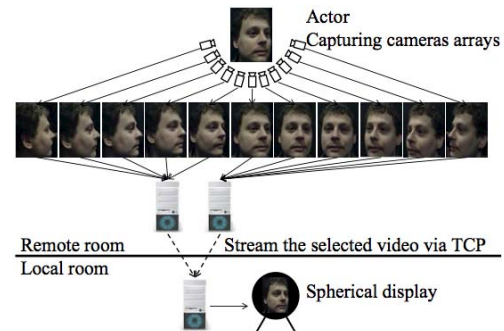 Actor
Capturing cameras arrays
Remote room
Stream the selected video via TCP
Local room
Spherical display